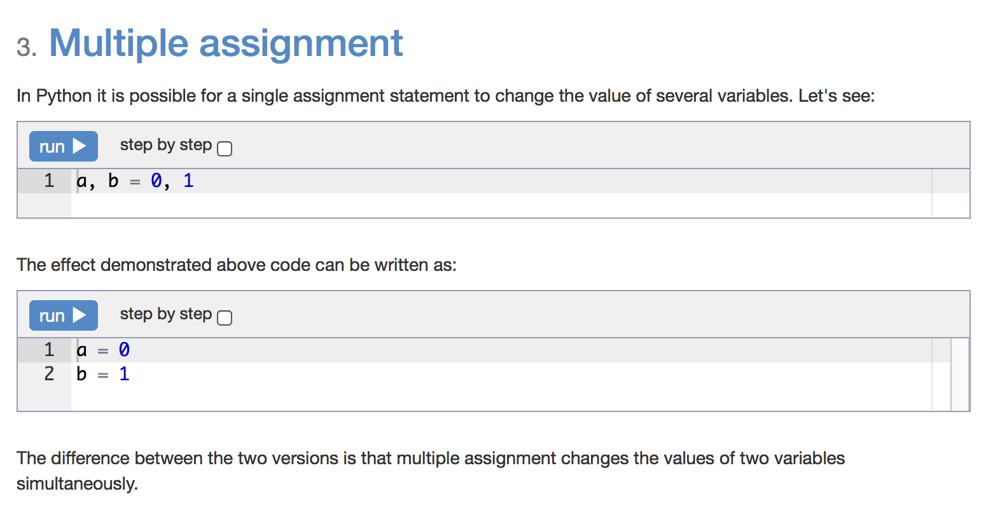 3. Multiple assignment
In Python it is possible for a single assignment statement to change the value of several variables. Let's see:
run step by step
1 a, b = 0, 1
The effect demonstrated above code can be written as:
run step by step
1 a = 0
2 b = 1
The difference between the two versions is that multiple assignment changes the values of two variables
simultaneously.